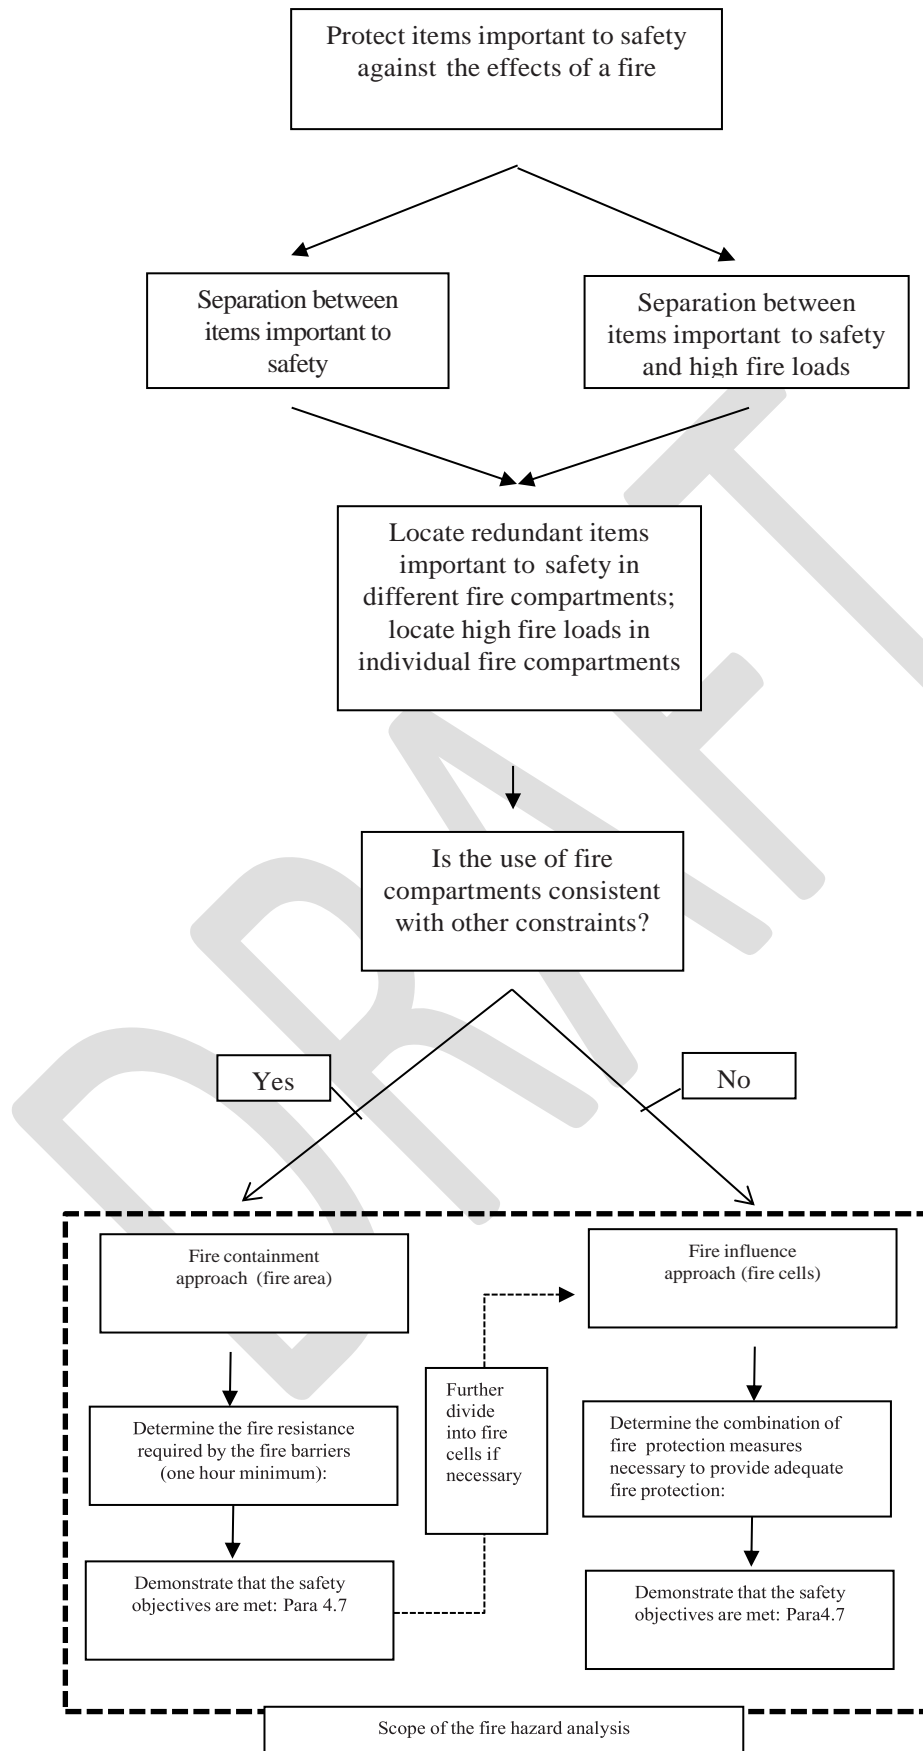 Protect items important to safety
against the effects of a fire
Separation between
items important to
safety
Separation between
items important to safety
and high fire loads
Locate redundant items
important to safety in
different fire compartments;
locate high fire loads in
individual fire compartments
Is the use of fire
compartments consistent
with other constraints?
Yes
No
Fire containment
approach (fire area)
Fire influence
approach (fire cells)
Further
divide
into fire
cells if
necessary
Determine the fire resistance
required by the fire barriers
(one hour minimum):
Determine the combination of
fire protection measures
necessary to provide adequate
fire protection:
Demonstrate that the safety
objectives are met: Para 4.7
Demonstrate that the safety
objectives are met: Para4.7
Scope of the fire hazard analysis
DRAFT